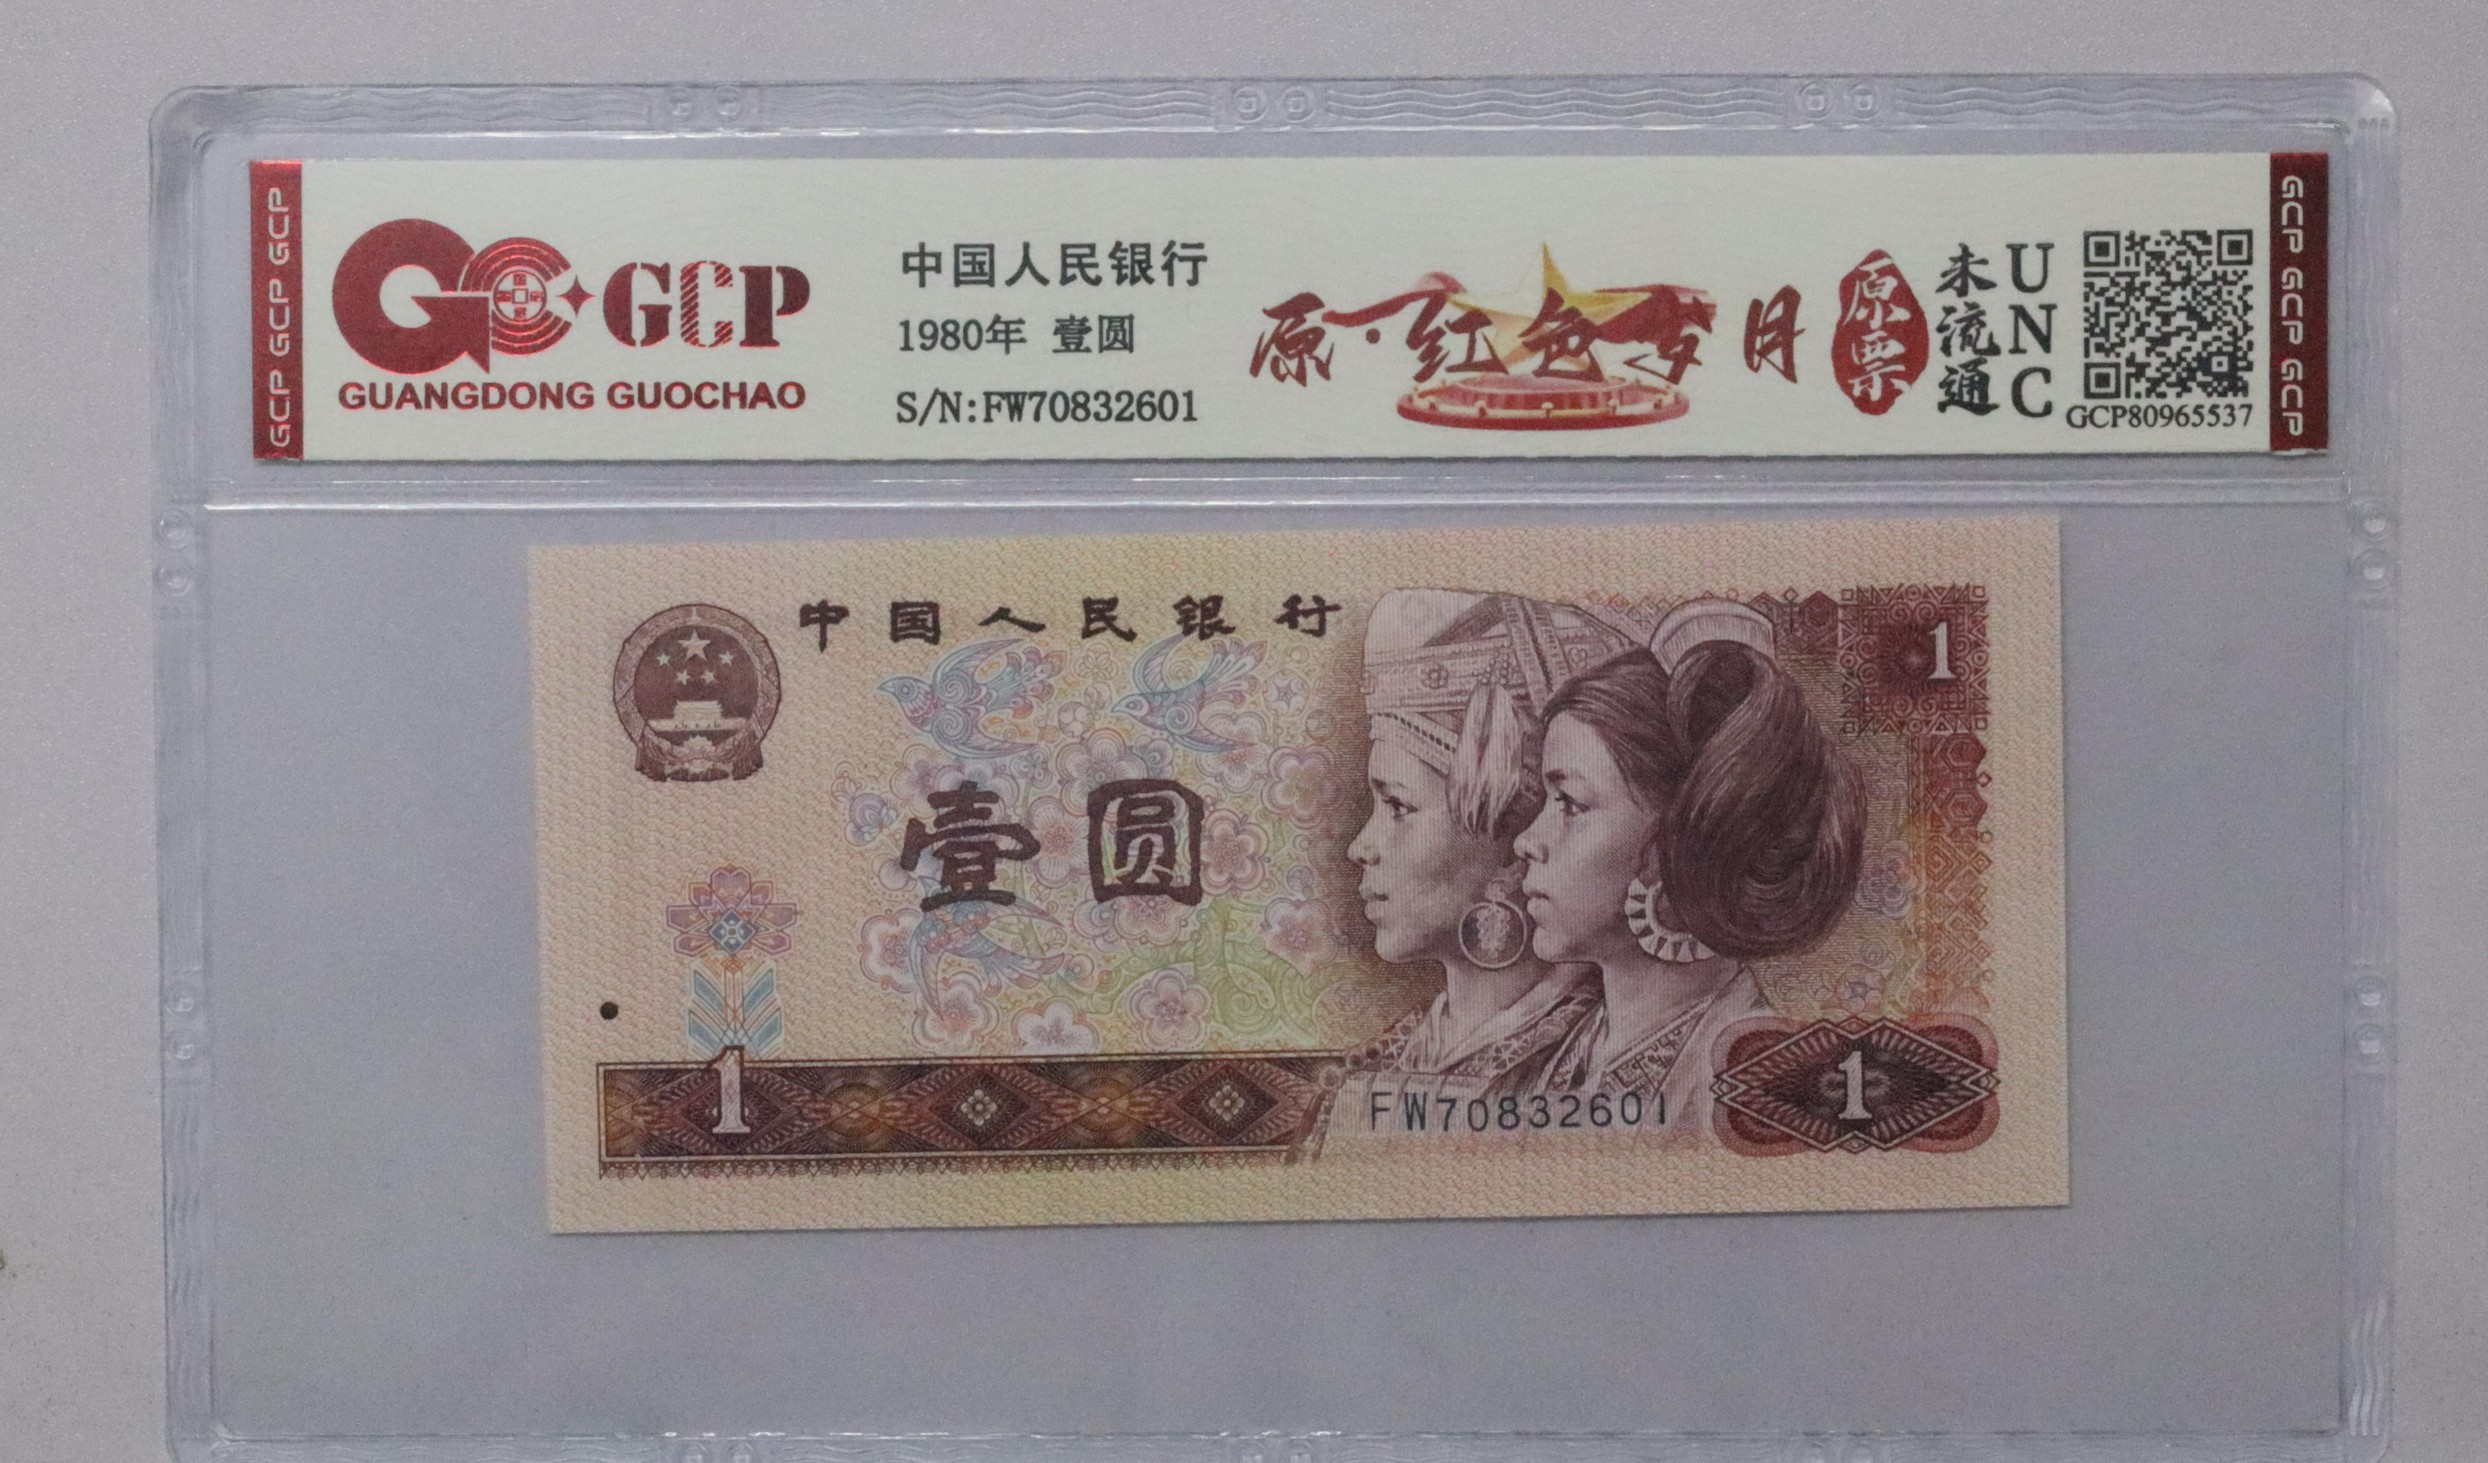 GCP GCP GCP
GCP
GUANGDONG GUOCHAO
中国人民银行
1980年 壹圆
S/N:FW70832601
原·红色岁月
原票
未流通
UNC
GCP80965537
GCP GCP GCP
中国人民银行
1
壹圆
1
FW70832601
1